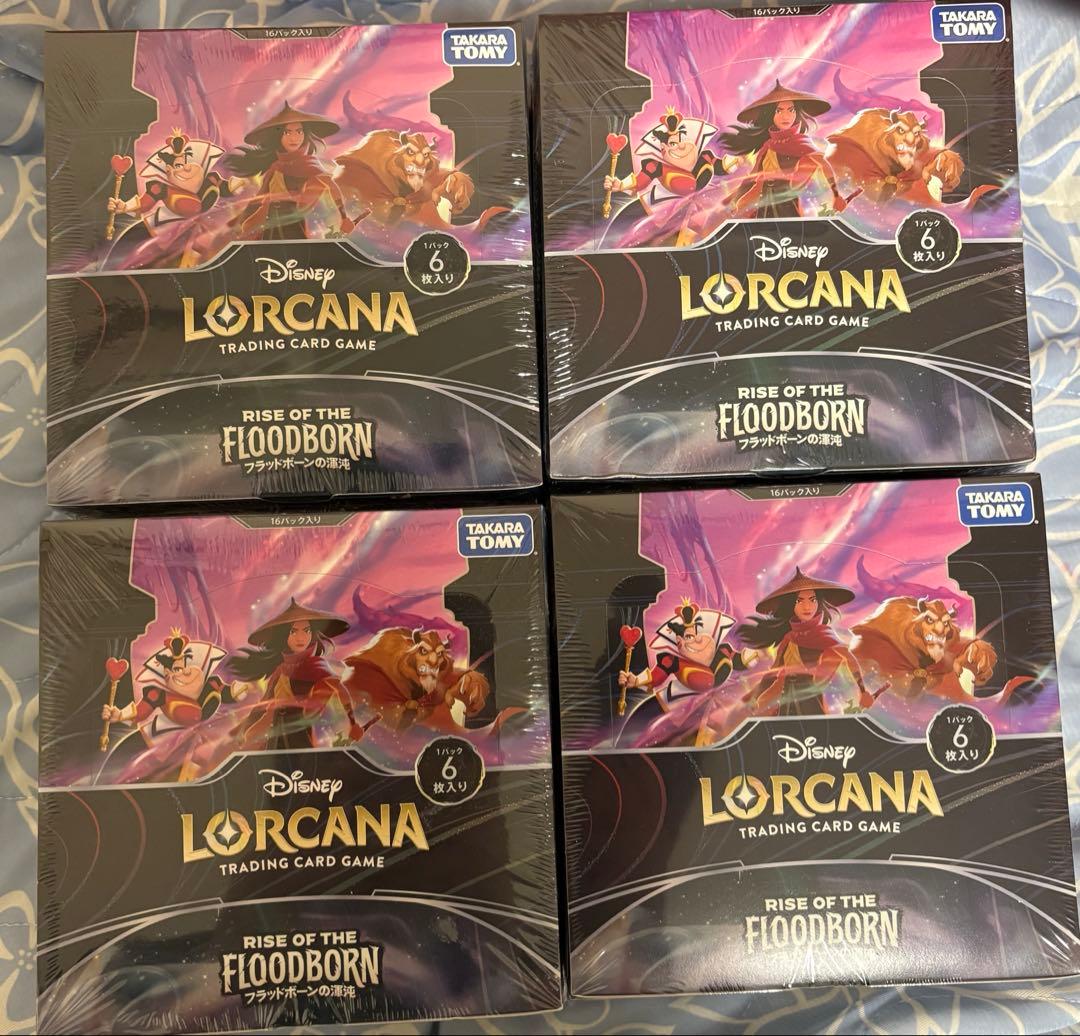 16パック入り
TAKARA
TOMY
1パック
6
枚入り
Disney
LORCANA
TRADING CARD GAME
RISE OF THE
FLOODBORN
フラッドボーンの渾沌
16パック入り
TAKARA
TOMY
1パック
6
枚入り
Disney
LORCANA
TRADING CARD GAME
RISE OF THE
FLOODBORN
フラッドボーンの渾沌
16パック入り
TAKARA
TOMY
1パック
6
枚入り
Disney
LORCANA
TRADING CARD GAME
RISE OF THE
FLOODBORN
フラッドボーンの渾沌
16パック入り
TAKARA
TOMY
1パック
6
枚入り
Disney
LORCANA
TRADING CARD GAME
RISE OF THE
FLOODBORN